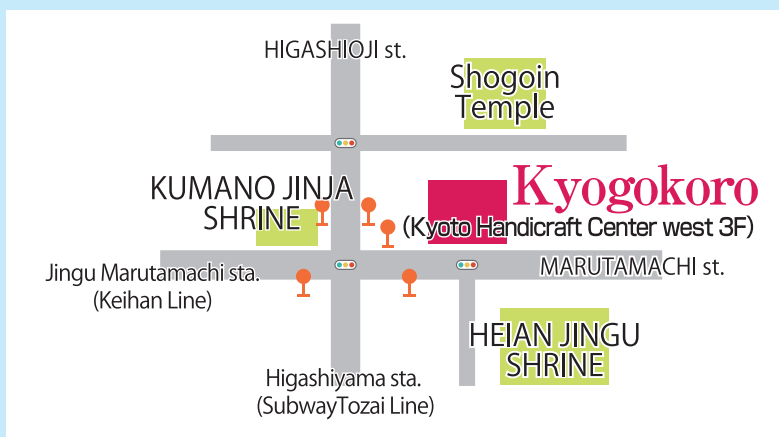 HIGASHIOJI st.
Shogoin
Temple
KUMANO JINJA
SHRINE
Kyogokoro
(Kyoto Handicraft Center west 3F)
Jingu Marutamachi sta.
(Keihan Line)
MARUTAMACHI st.
HEIAN JINGU
SHRINE
Higashiyama sta.
(SubwayTozai Line)